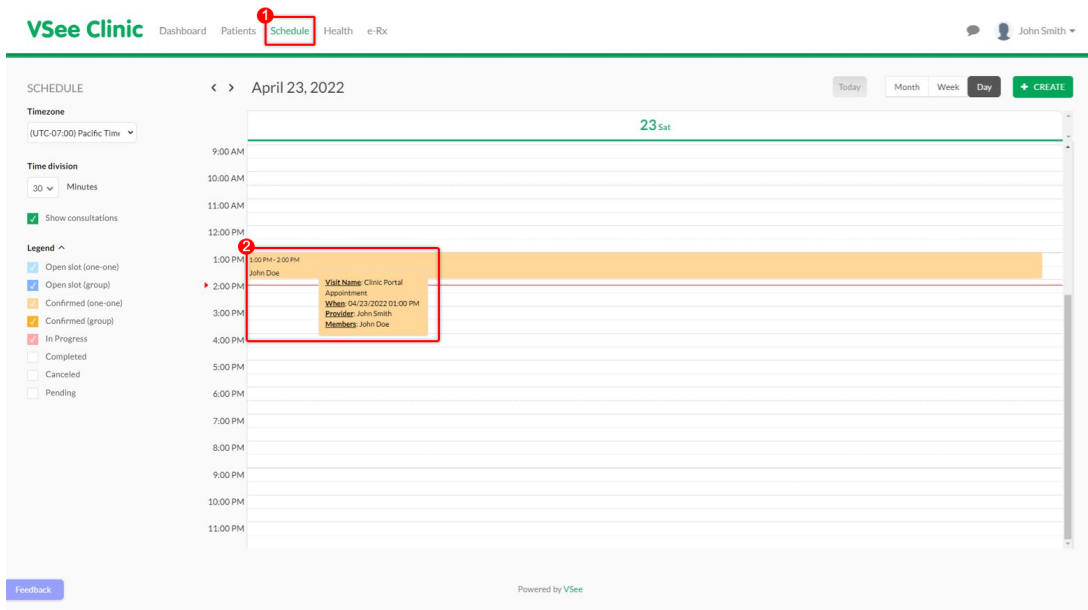 1
VSee Clinic Dashboard Patients Schedule Health e-Rx John Smith
SCHEDULE
April 23, 2022
Today Month Week Day + CREATE
Timezone
(UTC-07:00) Pacific Time
23 Sat
Time division
30 Minutes
Show consultations
Legend
Open slot (one-one)
Open slot (group)
Confirmed (one-one)
Confirmed (group)
In Progress
Completed
Canceled
Pending
9:00 AM
10:00 AM
11:00 AM
12:00 PM
2
1:00 PM 1:00 PM - 2:00 PM
John Doe
2:00 PM
Visit Name: Clinic Portal
Appointment
When: 04/23/2022 01:00 PM
Provider: John Smith
Members: John Doe
3:00 PM
4:00 PM
5:00 PM
6:00 PM
7:00 PM
8:00 PM
9:00 PM
10:00 PM
11:00 PM
Feedback
Powered by VSee